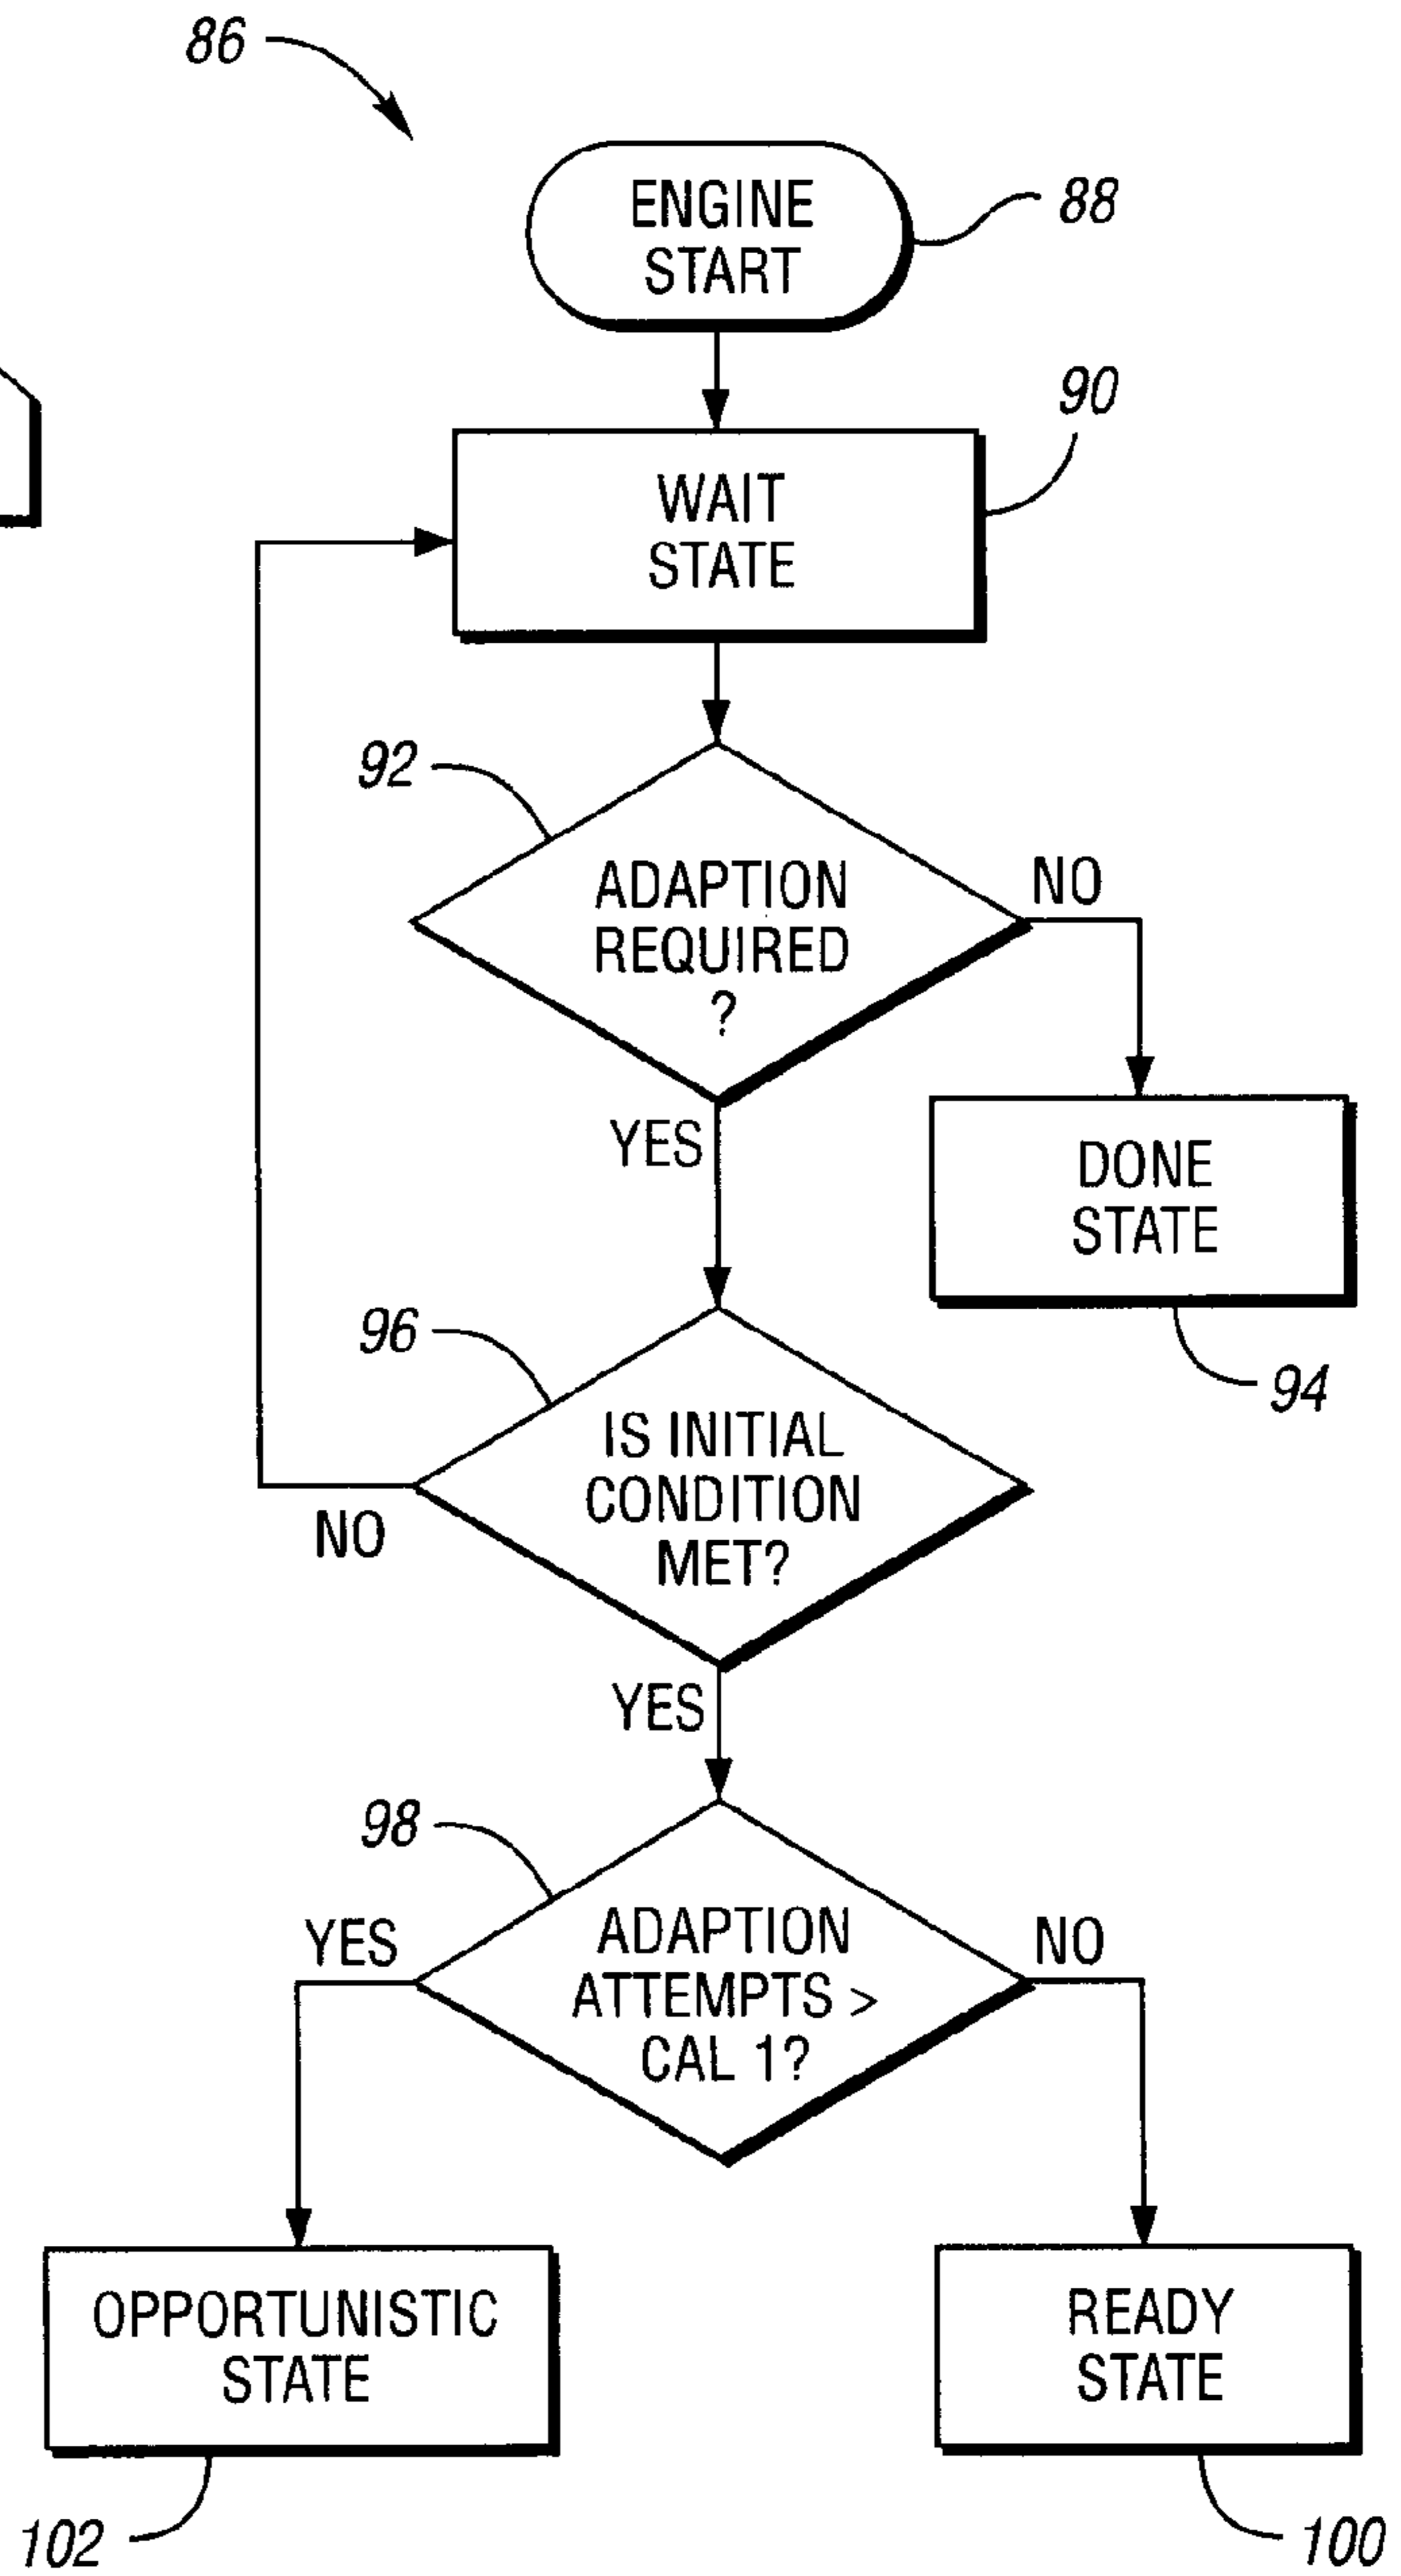 86
ENGINE
START
88
90
WAIT
STATE
92
ADAPTION
REQUIRED
?
NO
YES
DONE
STATE
94
96
IS INITIAL
CONDITION
MET?
NO
YES
98
ADAPTION
ATTEMPTS >
CAL 1?
YES
NO
OPPORTUNISTIC
STATE
READY
STATE
102
100